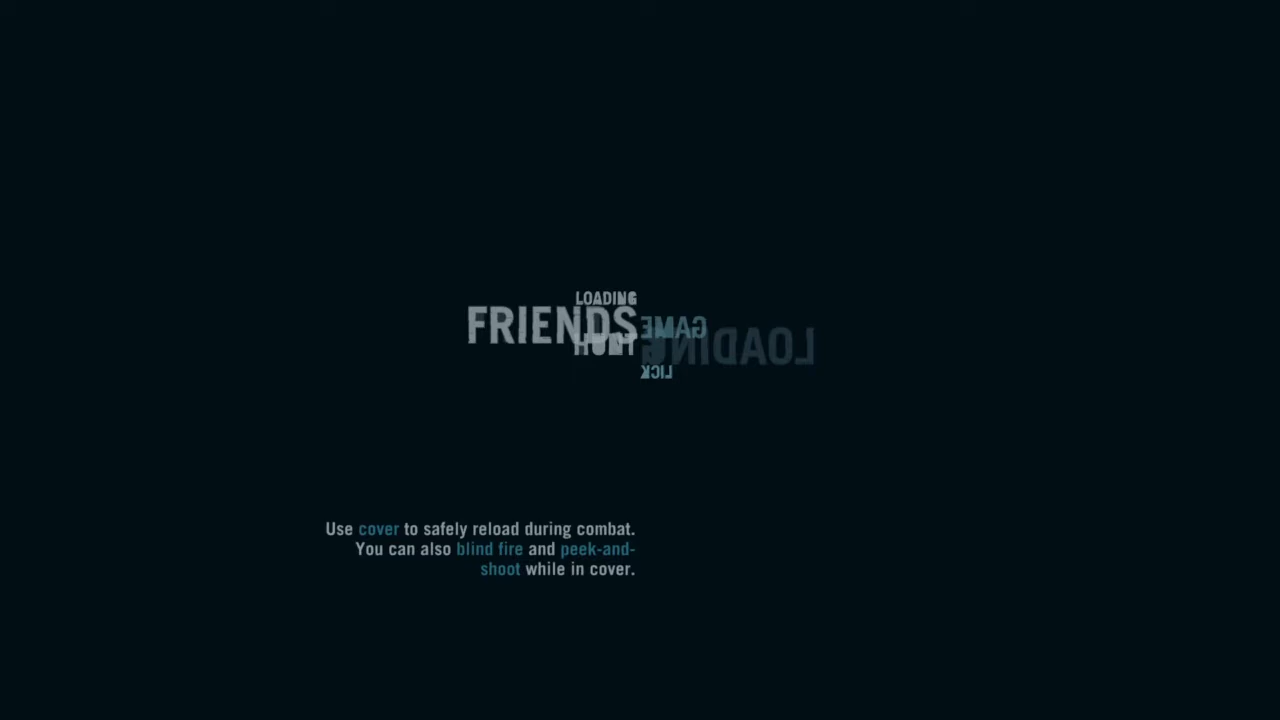 LOADING
FRIENDS
GAME
HUNT
LOADING
LICK
Use cover to safely reload during combat.
You can also blind fire and peek-and-
shoot while in cover.